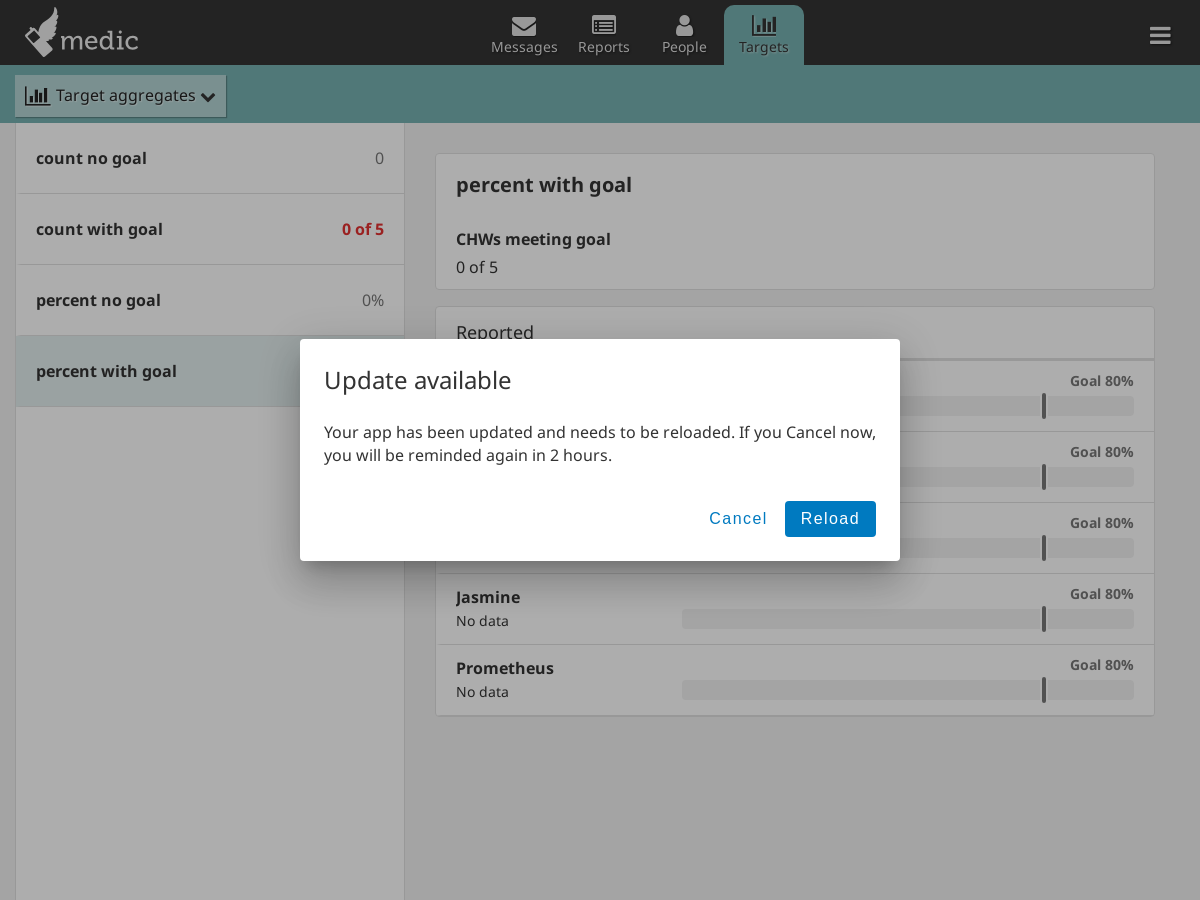 medic
Messages
Reports
People
Targets
Target aggregates
count no goal
0
count with goal
0 of 5
percent no goal
0%
percent with goal
percent with goal
CHWs meeting goal
0 of 5
Reported
Goal 80%
Goal 80%
Goal 80%
Update available
Your app has been updated and needs to be reloaded. If you Cancel now,
you will be reminded again in 2 hours.
Cancel
Reload
Jasmine
Goal 80%
No data
Prometheus
Goal 80%
No data